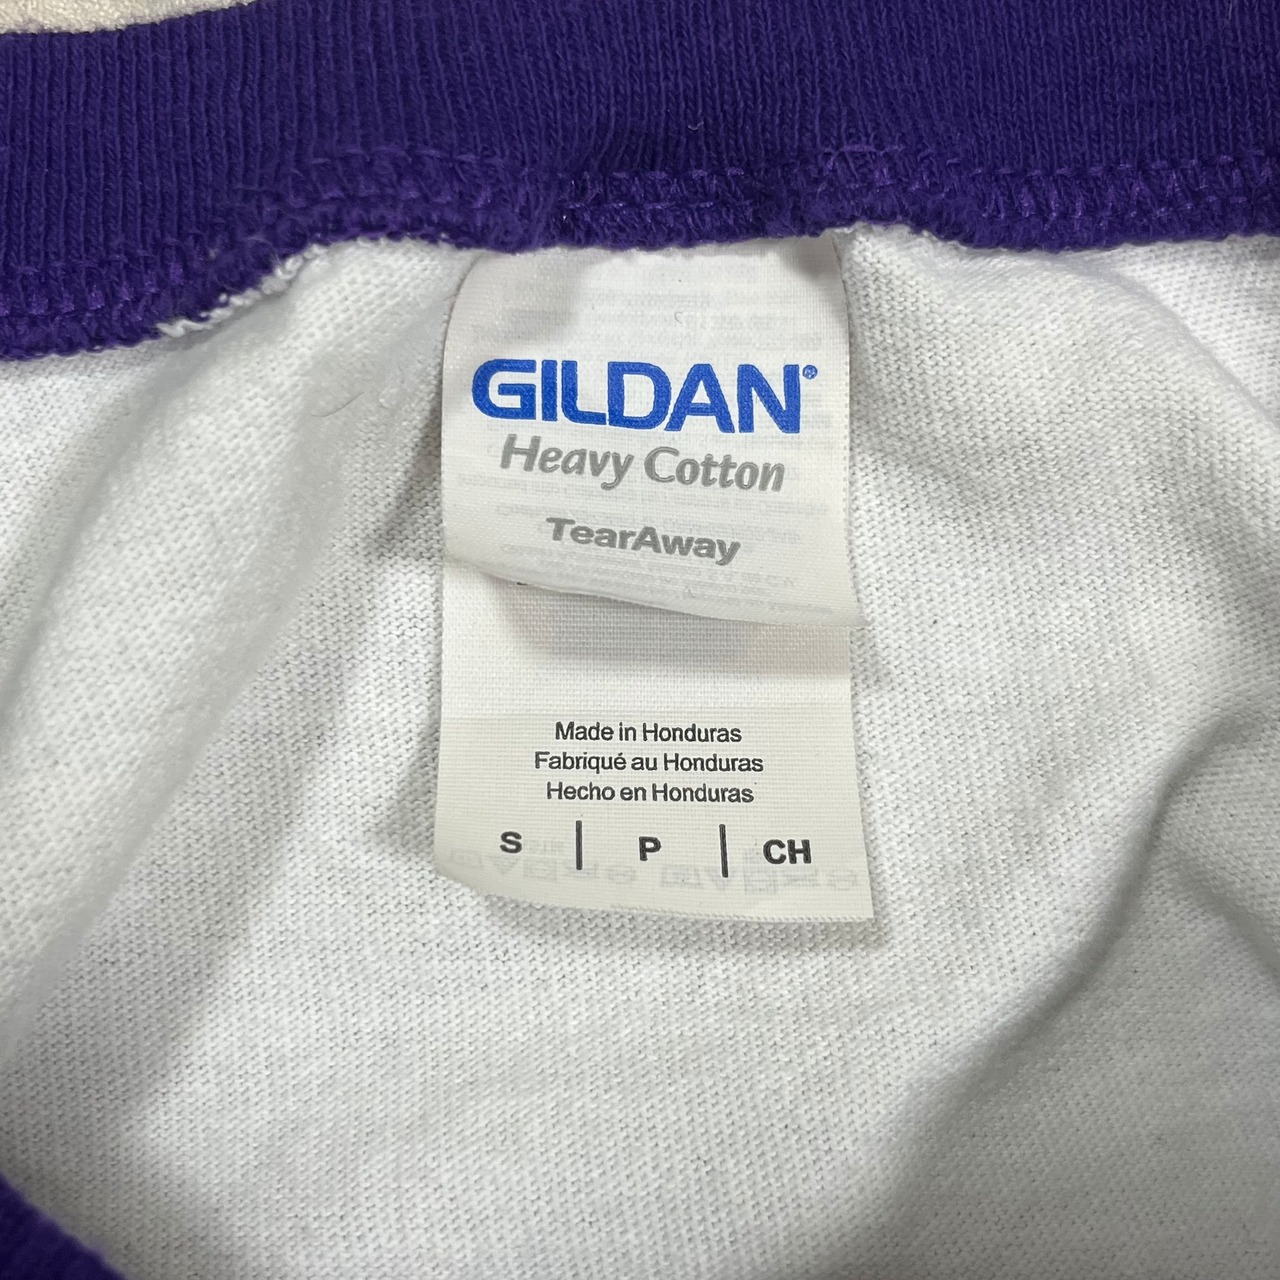 GILDAN®
Heavy Cotton
TearAway
Made in Honduras
Fabriqué au Honduras
Hecho en Honduras
S | P | CH